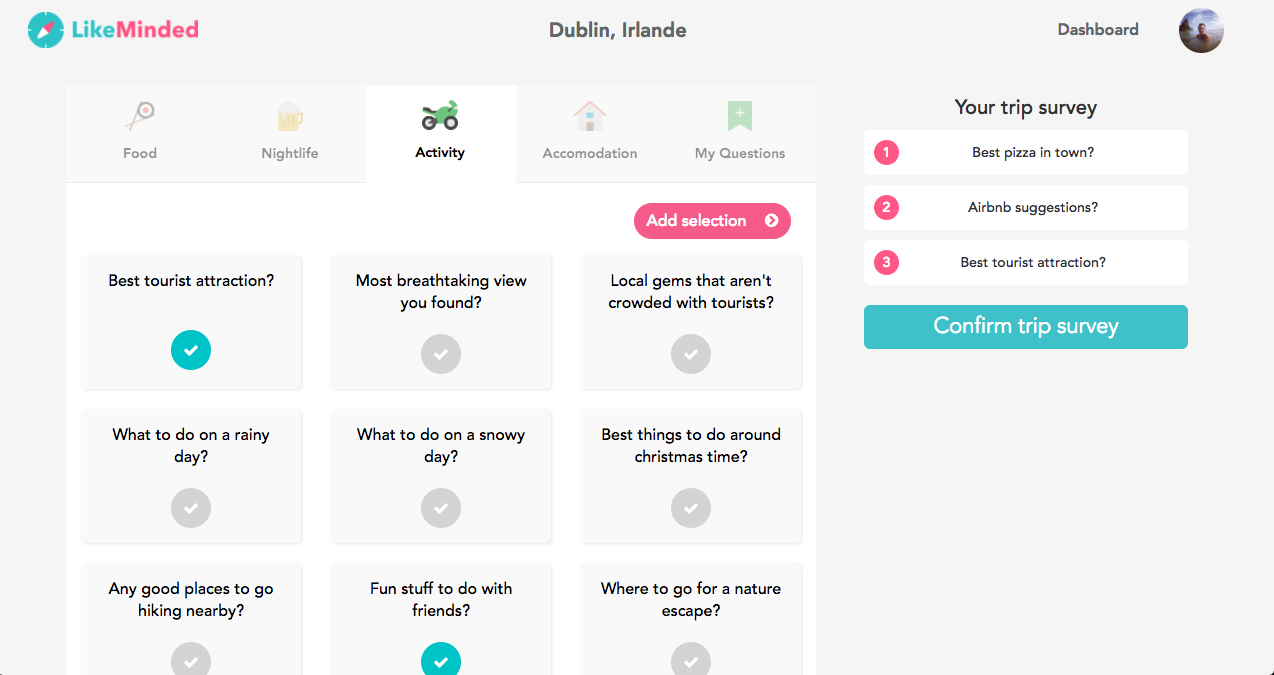 LikeMinded
Dublin, Irlande
Dashboard
Food
Nightlife
Activity
Accomodation
My Questions
Add selection
Best tourist attraction?
Most breathtaking view
you found?
Local gems that aren't
crowded with tourists?
What to do on a rainy
day?
What to do on a snowy
day?
Best things to do around
christmas time?
Any good places to go
hiking nearby?
Fun stuff to do with
friends?
Where to go for a nature
escape?
Your trip survey
1 Best pizza in town?
2 Airbnb suggestions?
3 Best tourist attraction?
Confirm trip survey